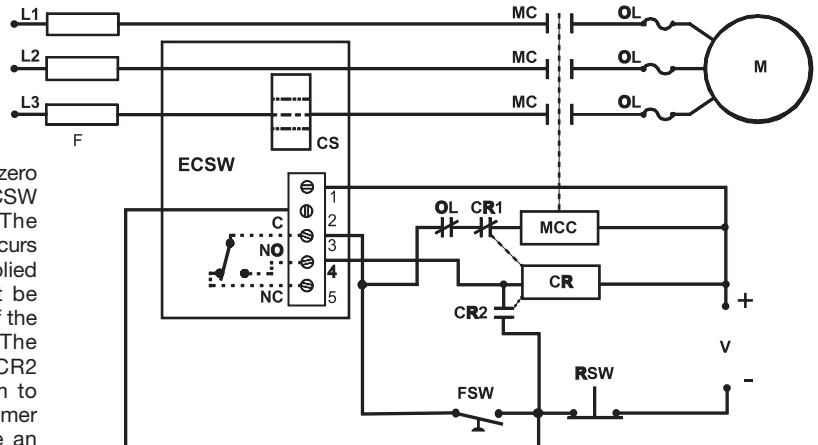 L1 MC OL
L2 MC OL M
L3 MC OL
F CS
ECSW
zero
CSW
The
curs
plied
t be
f the
The
CR2
n to
mer
e an
1
C 2
3
NO 4
NC 5
OL CR1
MCC
CR
CR2
+
V
-
FSW RSW